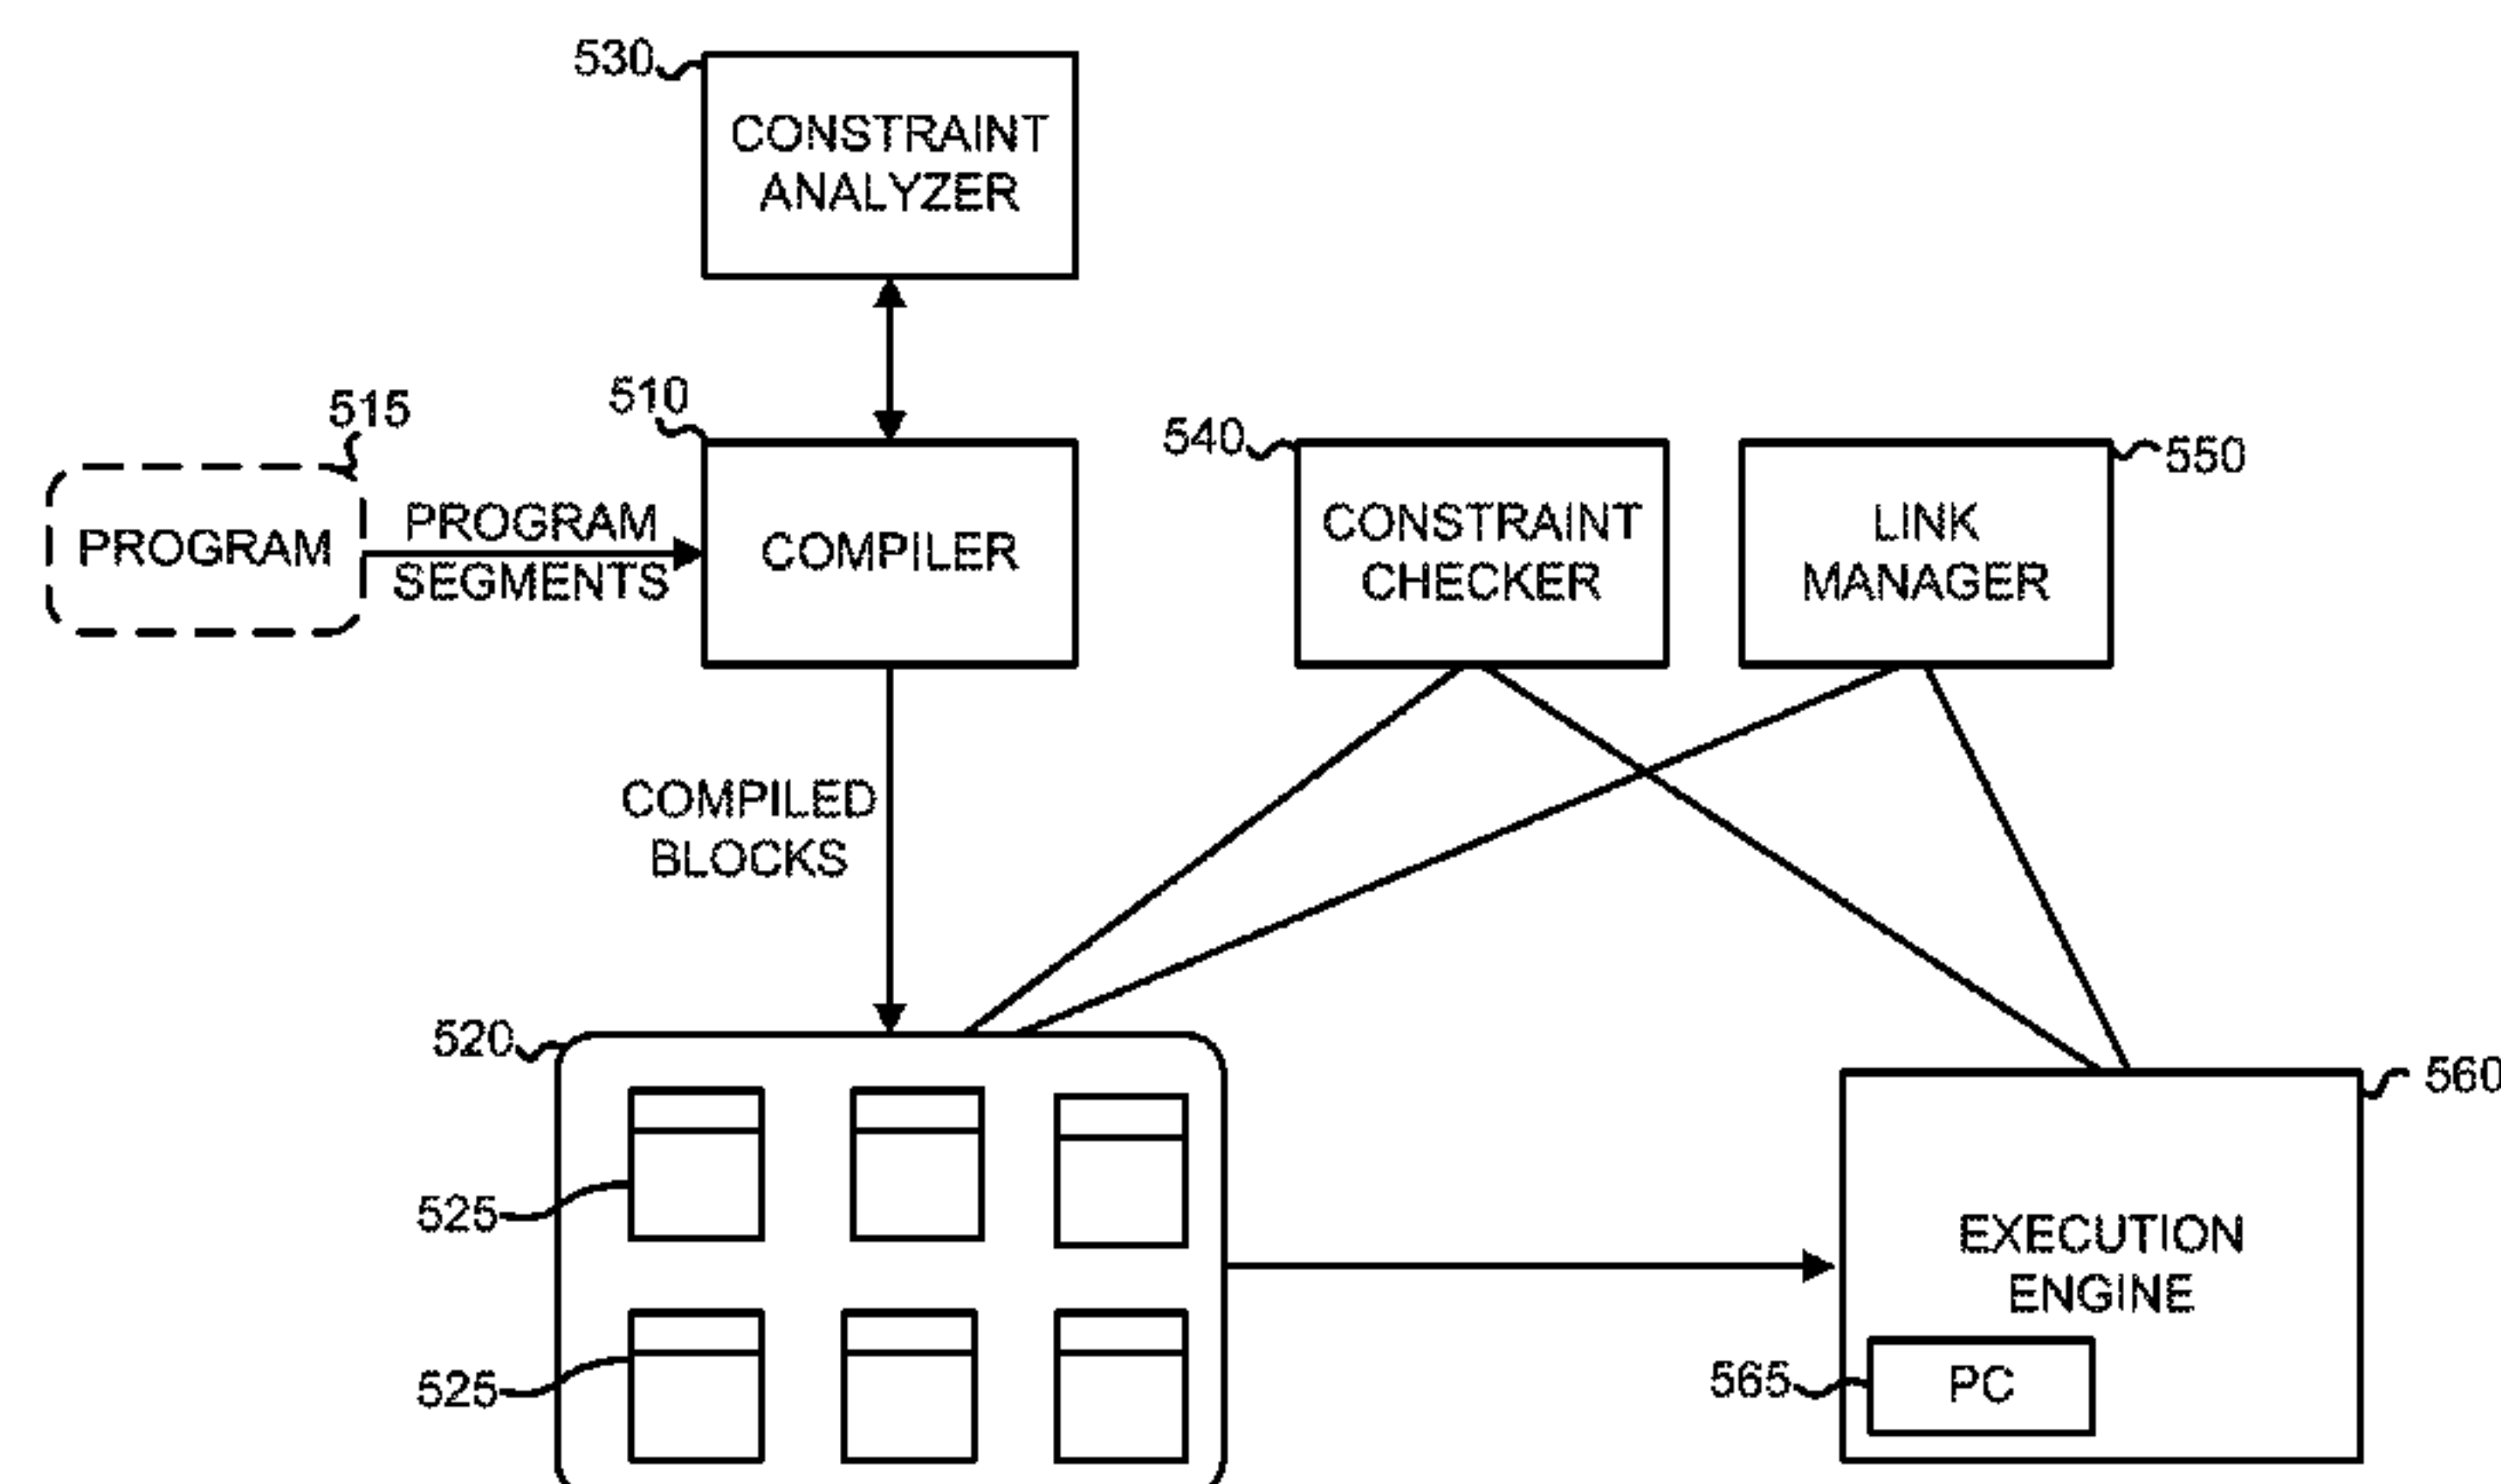 530
CONSTRAINT
ANALYZER
515
510
540
550
PROGRAM
PROGRAM
SEGMENTS
COMPILER
CONSTRAINT
CHECKER
LINK
MANAGER
COMPILED
BLOCKS
520
560
525
EXECUTION
ENGINE
525
565
PC